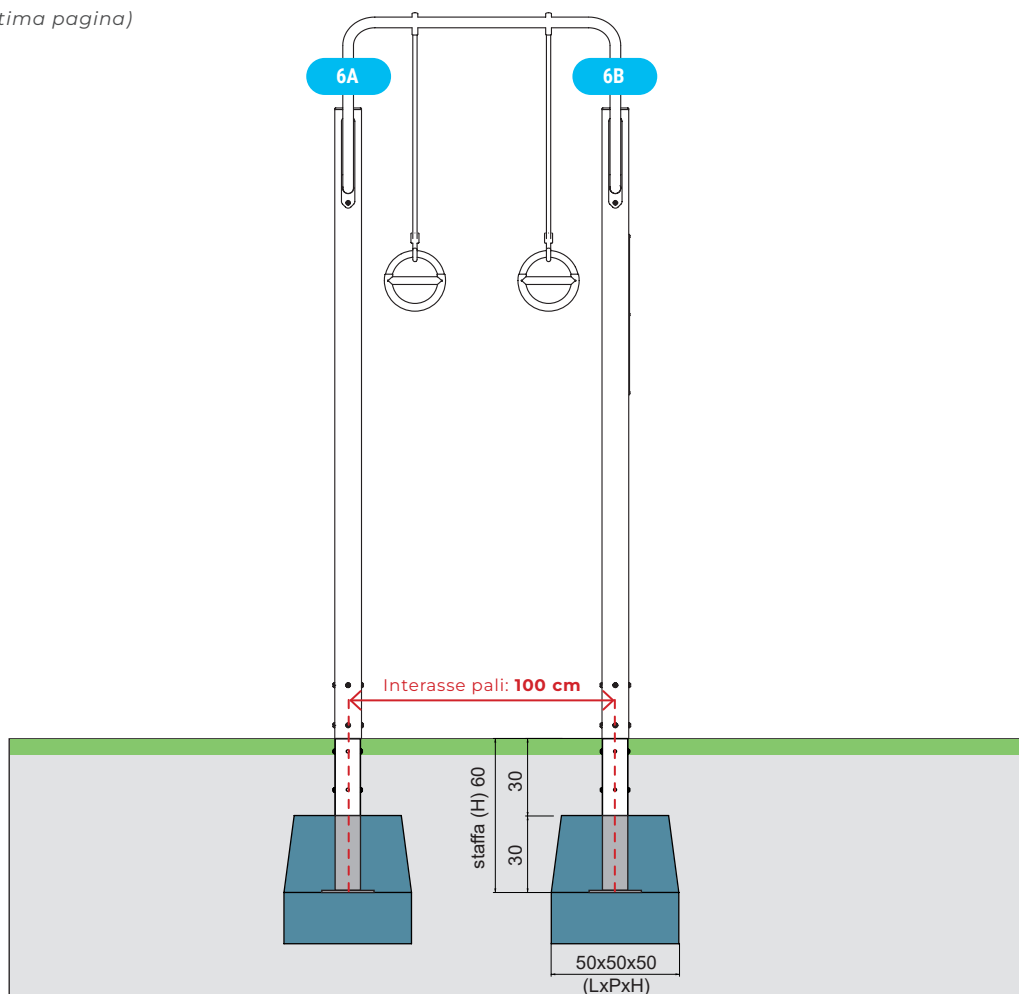 tima pagina)
6A 6B
Interasse pali: 100 cm
staffa (H) 60
30
30
50x50x50
(LxPxH)